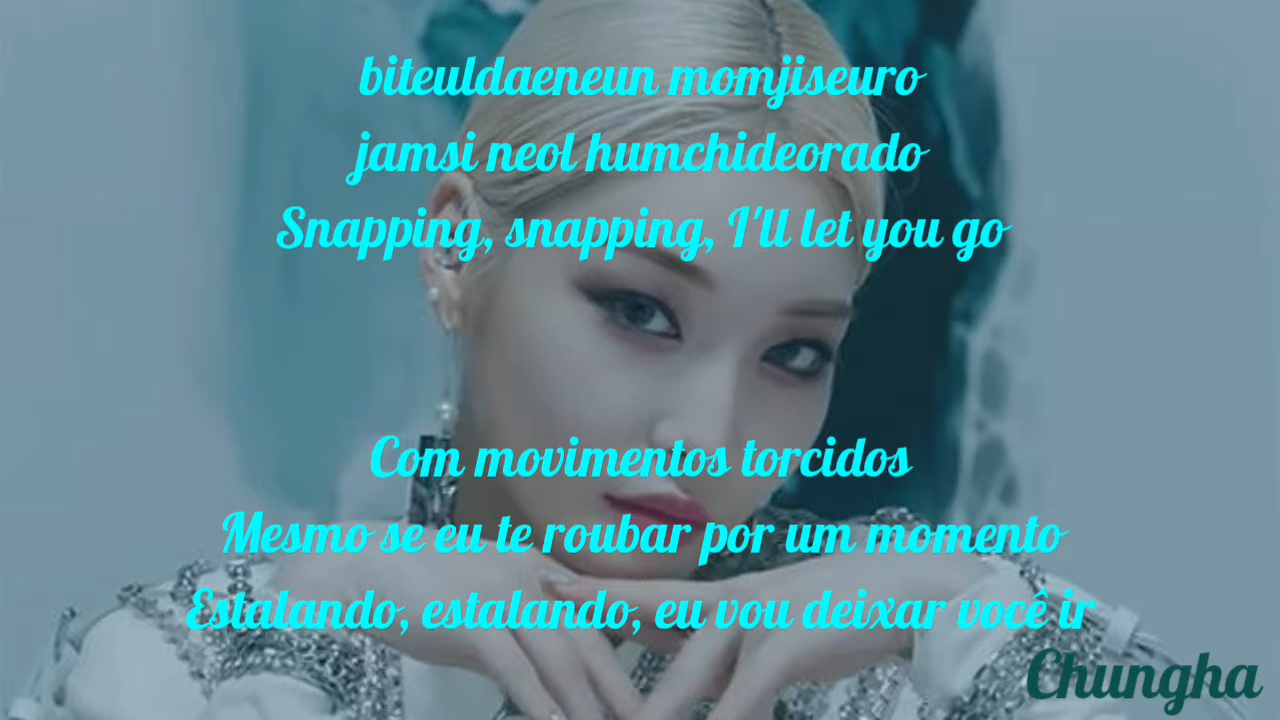 biteuldaeneun momjiseuro
jamsi neol humchideorado
Snapping, snapping, I'll let you go
Com movimentos torcidos
Mesmo se eu te roubar por um momento
Estalando, estalando, eu vou deixar você ir
Chungha